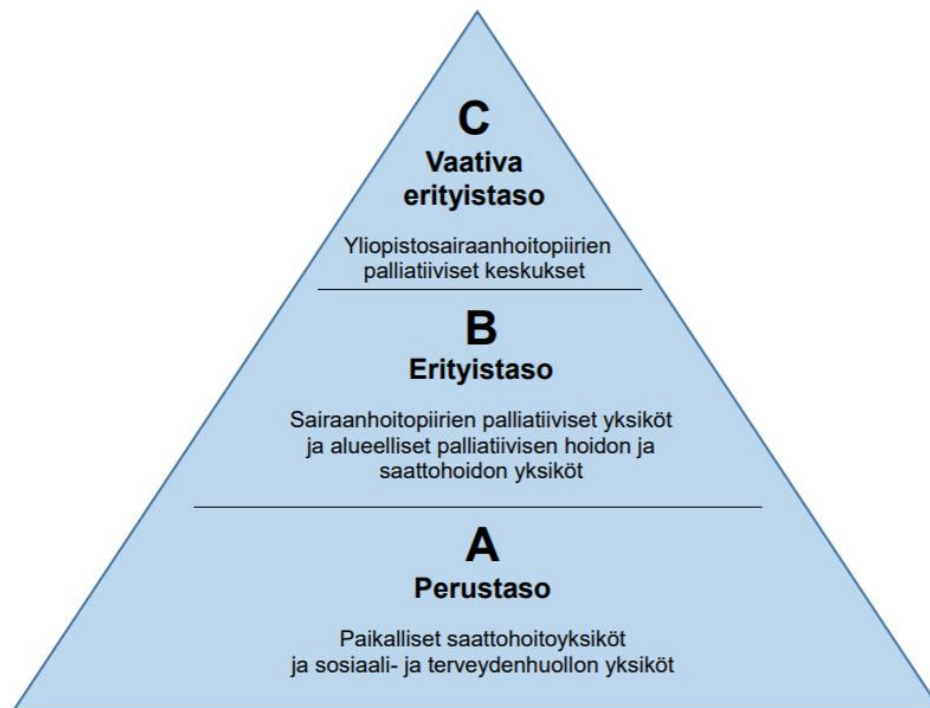 C
Vaativa
erityistaso
Yliopistosairaanhoitopiirien
palliatiiviset keskukset
B
Erityistaso
Sairaanhoitopiirien palliatiiviset yksiköt
ja alueelliset palliatiivisen hoidon ja
saattohoidon yksiköt
A
Perustaso
Paikalliset saattohoitoyksiköt
ja sosiaali- ja terveydenhuollon yksiköt